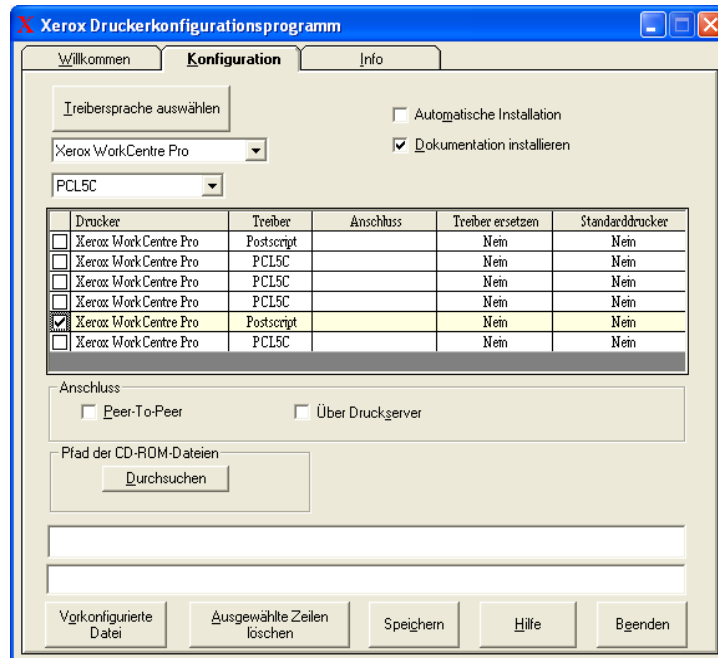 X Xerox Druckerkonfigurationsprogramm
Willkommen Konfiguration Info
Treibersprache auswählen
Automatische Installation
Xerox WorkCentre Pro
Dokumentation installieren
PCL5C
Drucker Treiber Anschluss Treiber ersetzen Standarddrucker
Xerox WorkCentre Pro Postscript Nein Nein
Xerox WorkCentre Pro PCL5C Nein Nein
Xerox WorkCentre Pro PCL5C Nein Nein
Xerox WorkCentre Pro PCL5C Nein Nein
Xerox WorkCentre Pro Postscript Nein Nein
Xerox WorkCentre Pro PCL5C Nein Nein
Anschluss
Peer-To-Peer Über Druckserver
Pfad der CD-ROM-Dateien
Durchsuchen
Vorkonfigurierte Datei
Ausgewählte Zeilen löschen
Speichern
Hilfe
Beenden